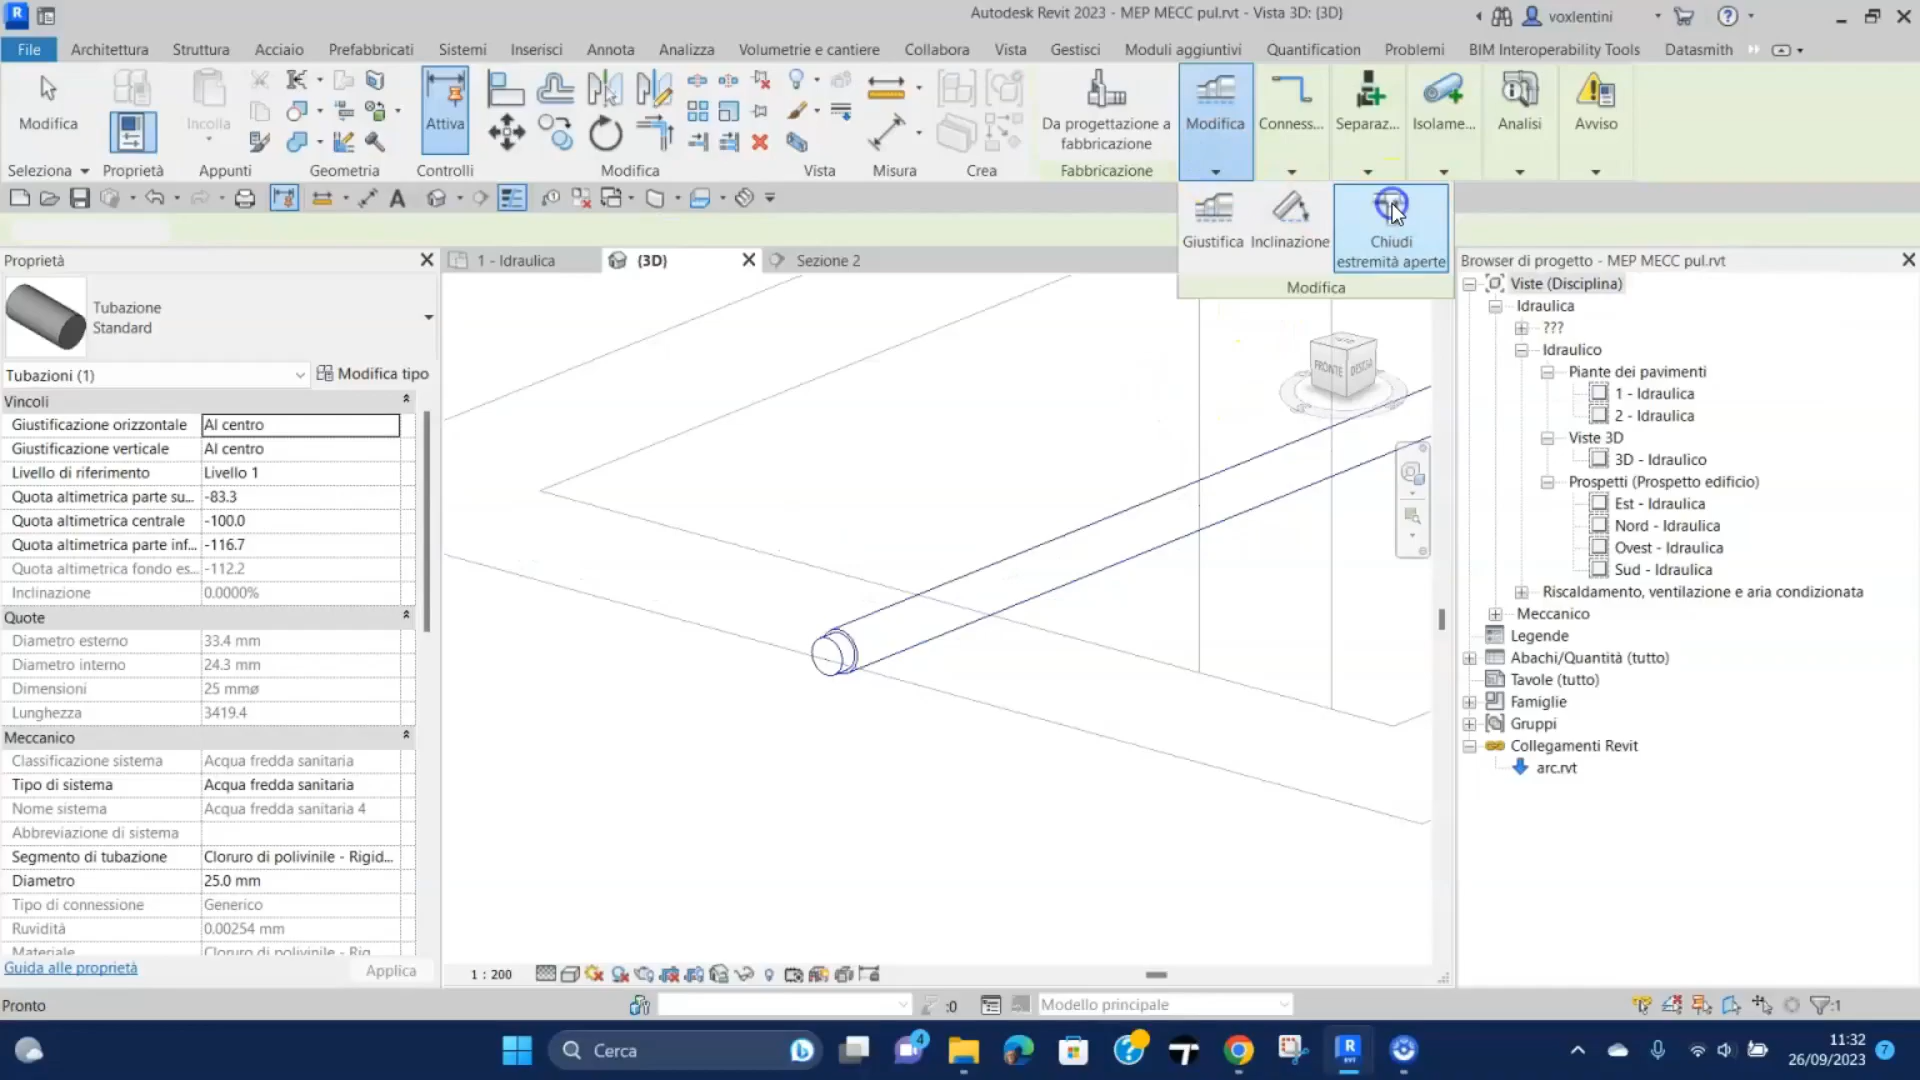 Autodesk Revit 2023 - MEP MECC pul.rvt - Vista 3D: {3D}
voxlentini
File
Architettura
Struttura
Acciaio
Prefabbricati
Sistemi
Inserisci
Annota
Analizza
Volumetrie e cantiere
Collabora
Vista
Gestisci
Moduli aggiuntivi
Quantification
Problemi
BIM Interoperability Tools
Datasmith
Modifica
Incolla
Attiva
Da progettazione a
fabbricazione
Modifica
Conness...
Separaz...
Isolame...
Analisi
Avviso
Seleziona
Proprietà
Appunti
Geometria
Controlli
Modifica
Vista
Misura
Crea
Fabbricazione
Giustifica
Inclinazione
Chiudi
estremità aperte
Modifica
Proprietà
1 - Idraulica
{3D}
Sezione 2
Tubazione
Standard
Tubazioni (1)
Modifica tipo
Vincoli
Giustificazione orizzontale Al centro
Giustificazione verticale Al centro
Livello di riferimento Livello 1
Quota altimetrica parte su... -83.3
Quota altimetrica centrale -100.0
Quota altimetrica parte inf... -116.7
Quota altimetrica fondo es... -112.2
Inclinazione 0.0000%
Quote
Diametro esterno 33.4 mm
Diametro interno 24.3 mm
Dimensioni 25 mmø
Lunghezza 3419.4
Meccanico
Classificazione sistema Acqua fredda sanitaria
Tipo di sistema Acqua fredda sanitaria
Nome sistema Acqua fredda sanitaria 4
Abbreviazione di sistema
Segmento di tubazione Cloruro di polivinile - Rigid...
Diametro 25.0 mm
Tipo di connessione Generico
Ruvidità 0.00254 mm
Materiale Cloruro di polivinile - Rig...
Guida alle proprietà
Applica
FRONTE
1 : 200
Browser di progetto - MEP MECC pul.rvt
Viste (Disciplina)
Idraulica
???
Idraulico
Piante dei pavimenti
1 - Idraulica
2 - Idraulica
Viste 3D
3D - Idraulico
Prospetti (Prospetto edificio)
Est - Idraulica
Nord - Idraulica
Ovest - Idraulica
Sud - Idraulica
Riscaldamento, ventilazione e aria condizionata
Meccanico
Legende
Abachi/Quantità (tutto)
Tavole (tutto)
Famiglie
Gruppi
Collegamenti Revit
arc.rvt
Pronto
:0
Modello principale
:1
Cerca
4
11:32
26/09/2023
7